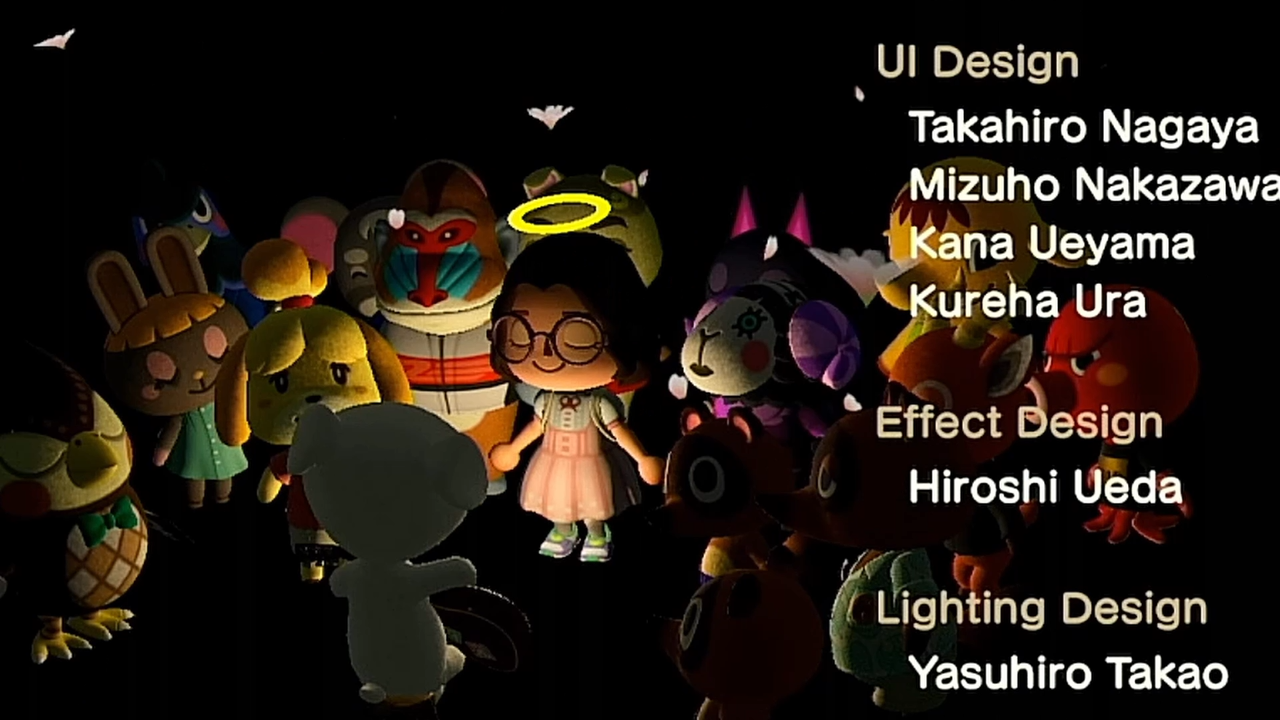 UI Design
Takahiro Nagaya
Mizuho Nakazawa
Kana Ueyama
Kureha Ura
Effect Design
Hiroshi Ueda
Lighting Design
Yasuhiro Takao